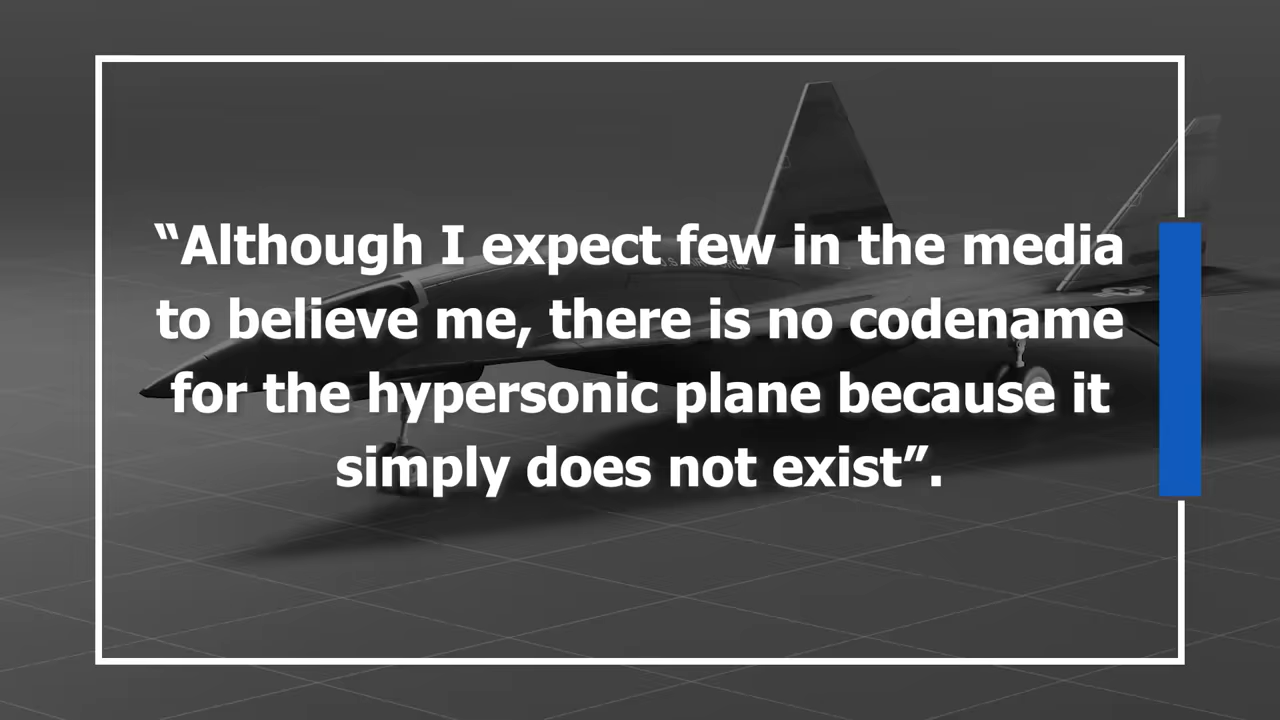 “Although I expect few in the media
to believe me, there is no codename
for the hypersonic plane because it
simply does not exist”.